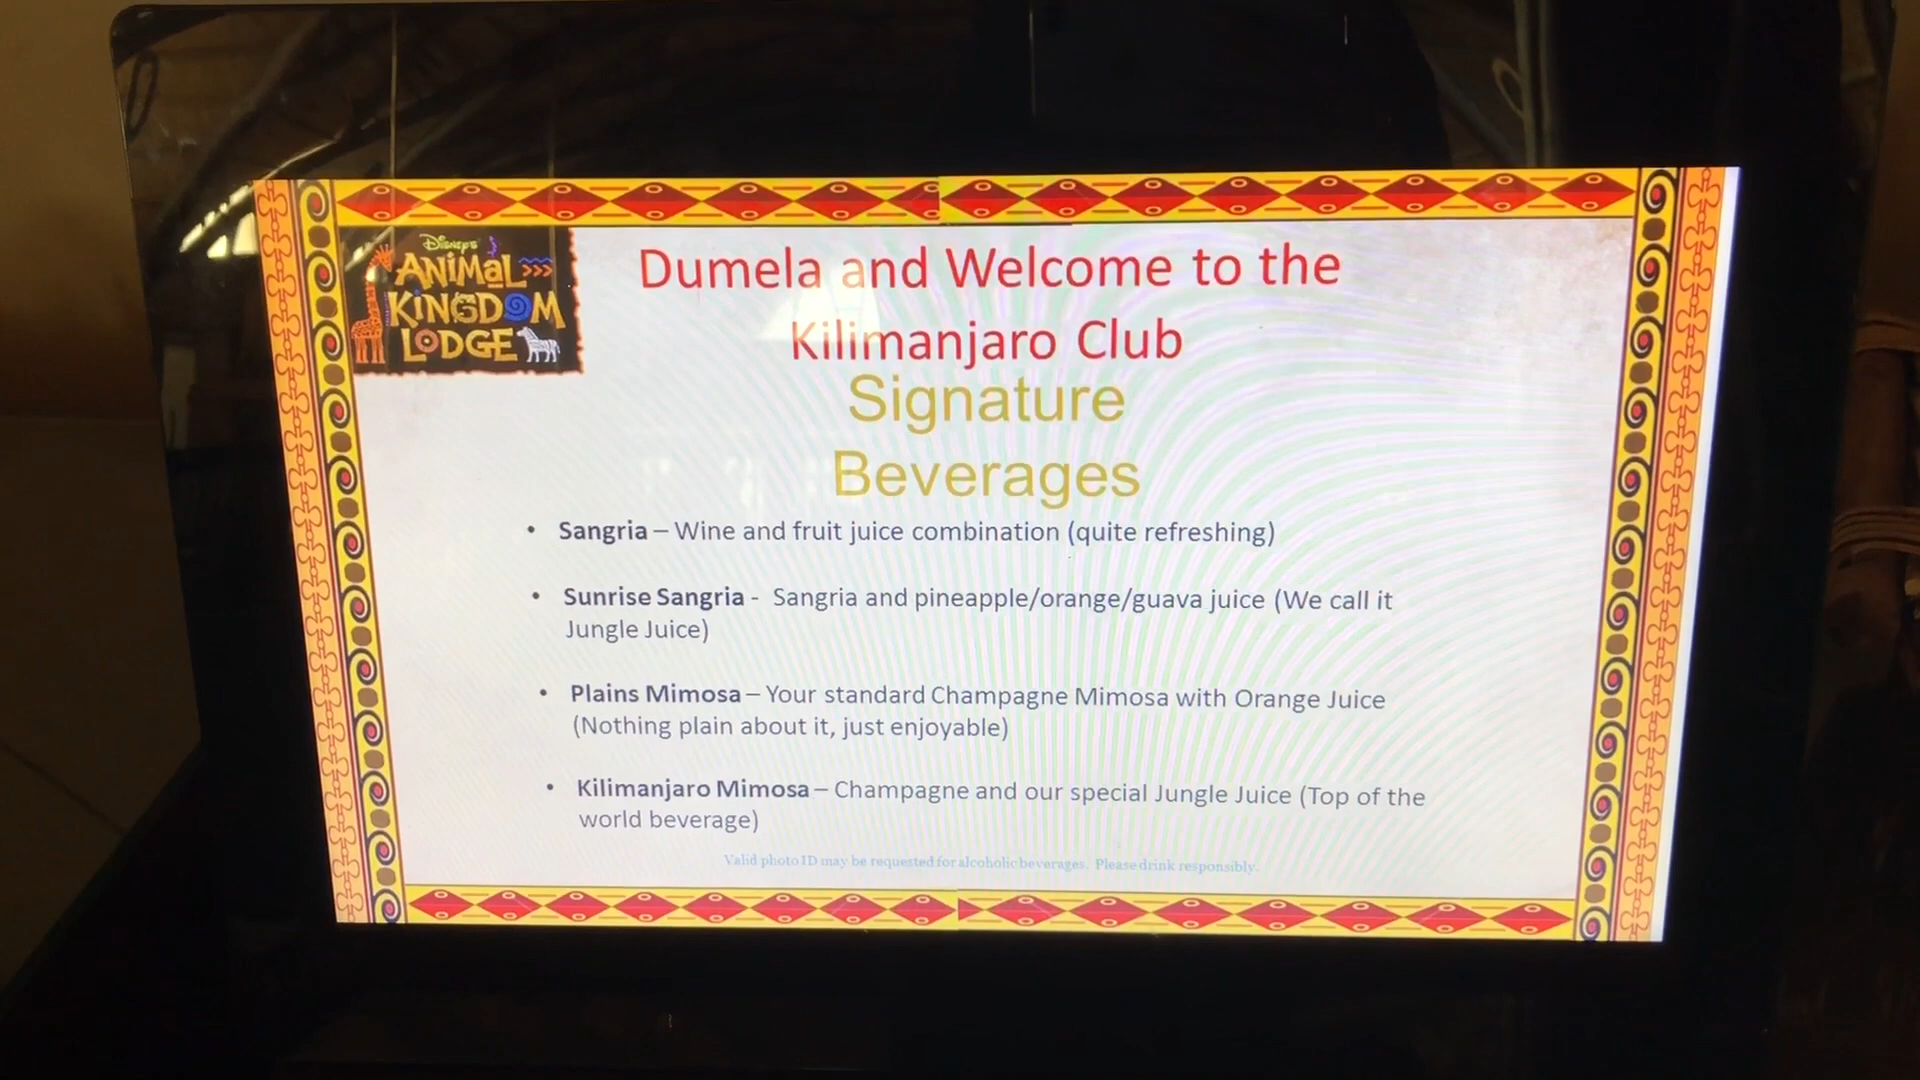 Disney's
ANiMaL
KiNGDOM
LODGE
Dumela and Welcome to the
Kilimanjaro Club
Signature
Beverages
• Sangria – Wine and fruit juice combination (quite refreshing)
• Sunrise Sangria - Sangria and pineapple/orange/guava juice (We call it
Jungle Juice)
• Plains Mimosa – Your standard Champagne Mimosa with Orange Juice
(Nothing plain about it, just enjoyable)
• Kilimanjaro Mimosa – Champagne and our special Jungle Juice (Top of the
world beverage)
Valid photo ID may be requested for alcoholic beverages. Please drink responsibly.